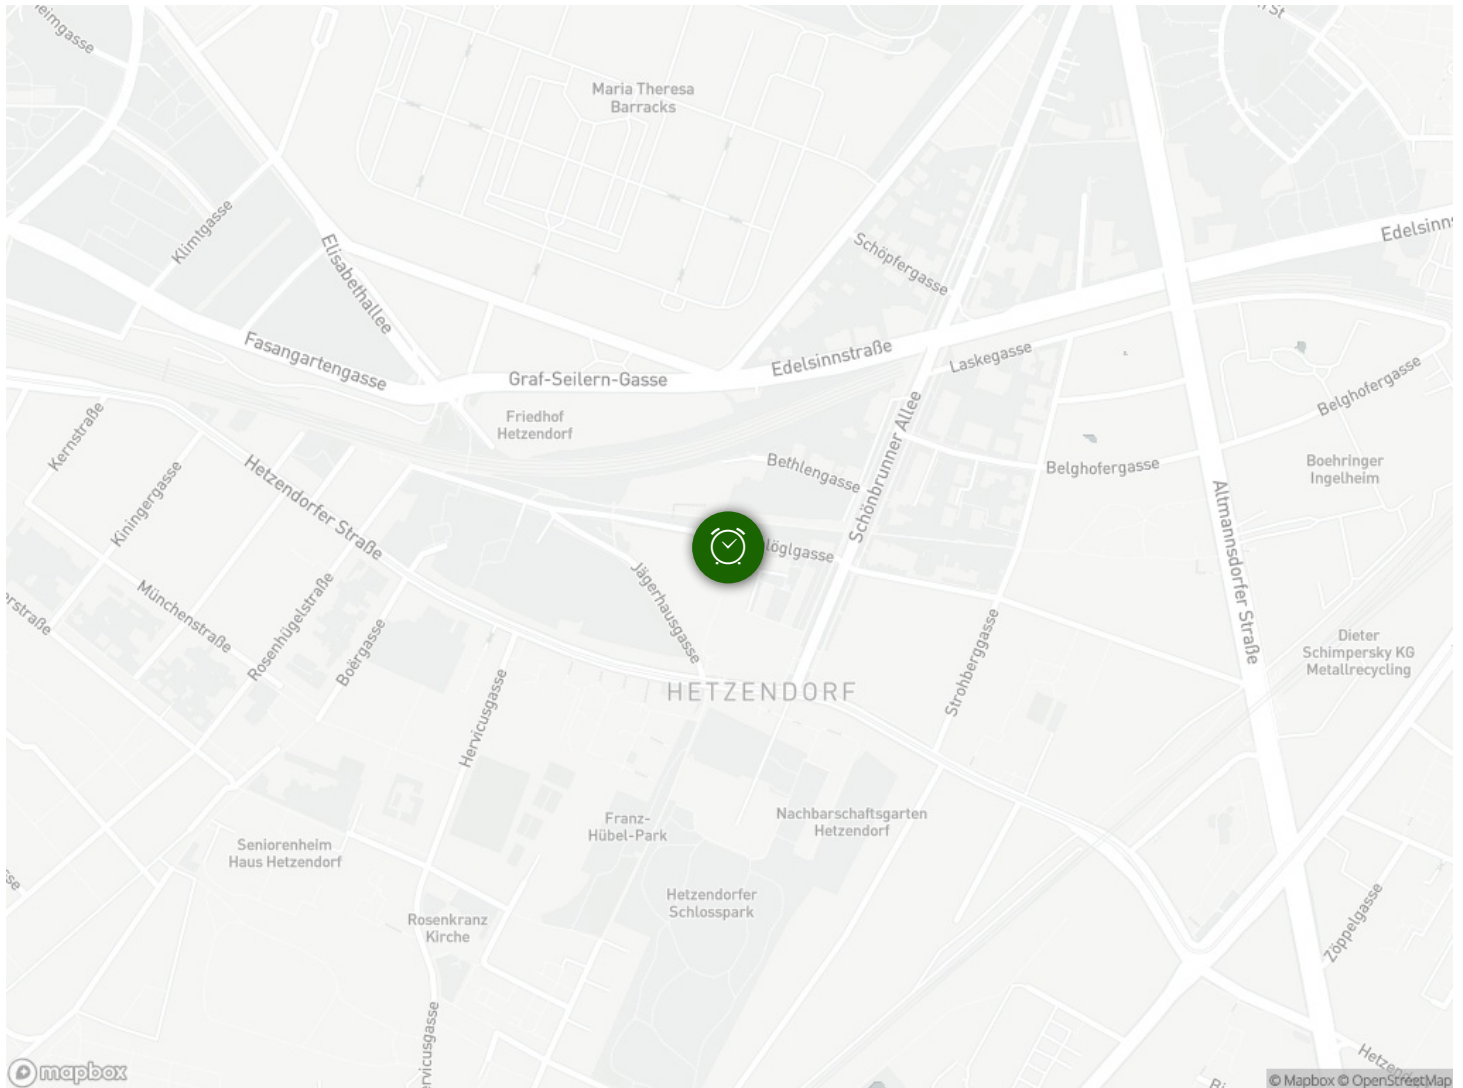 Maria Theresa
Barracks
Klimtgasse
Elisabethallee
Schöpfergasse
Fasangartengasse
Graf-Seilern-Gasse
Edelsinnstraße
Laskegasse
Belghofergasse
Friedhof
Hetzendorf
Kernstraße
Kiningergasse
Hetzendorfer Straße
Bethlengasse
Schönbrunner Allee
Belghofergasse
Boehringer
Ingelheim
Altmannsdorfer Straße
löglgasse
Jägerhausgasse
Münchenstraße
Rosenhügelstraße
Boërgasse
Hervicusgasse
Strohberggasse
Dieter
Schimpersky KG
Metallrecycling
HETZENDORF
Franz-
Hübel-Park
Nachbarschaftsgarten
Hetzendorf
Seniorenheim
Haus Hetzendorf
Hetzendorfer
Schlosspark
Rosenkranz
Kirche
Zöppelgasse
mapbox
© Mapbox © OpenStreetMap